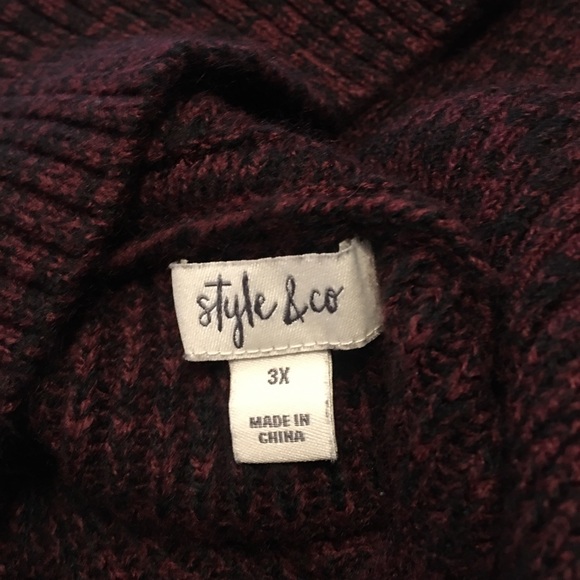 style & co
3X
MADE IN
CHINA